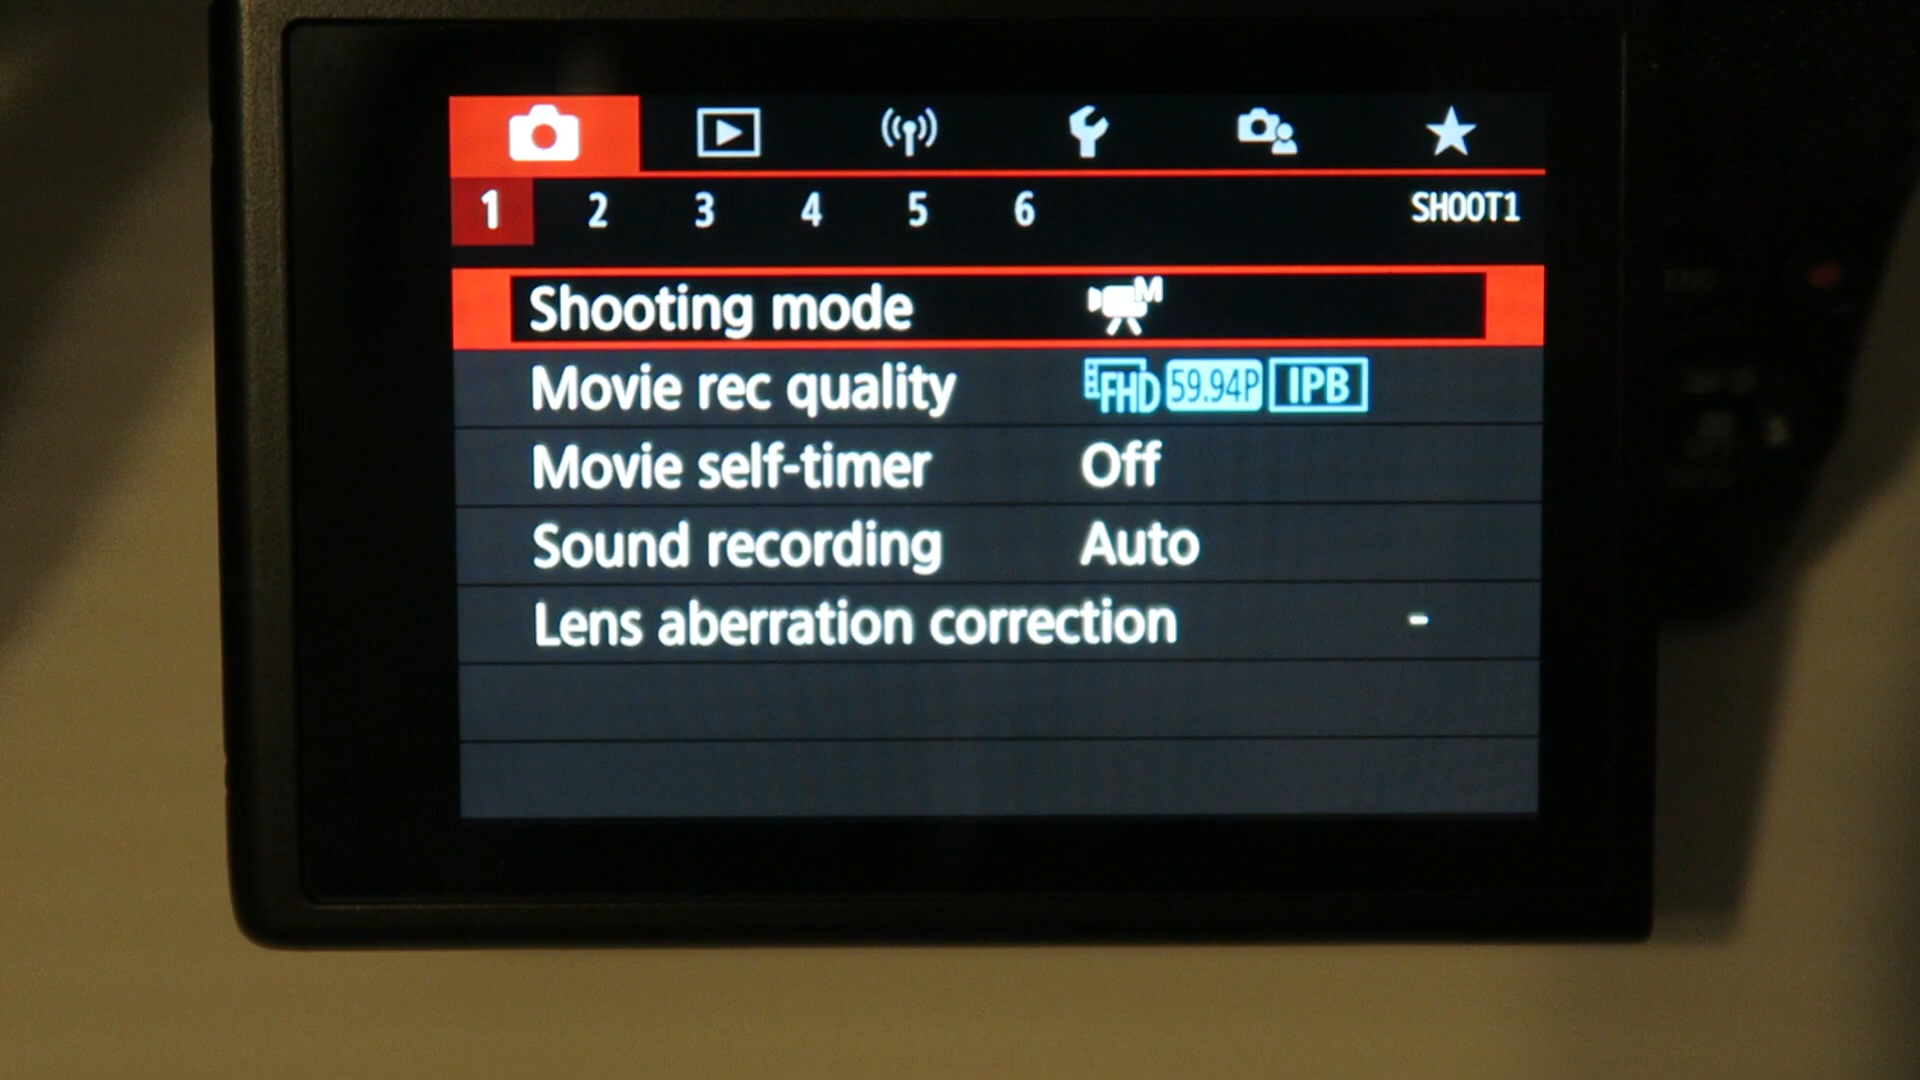 1 2 3 4 5 6 SHOOT1
Shooting mode M
Movie rec quality FHD 59.94P IPB
Movie self-timer Off
Sound recording Auto
Lens aberration correction -